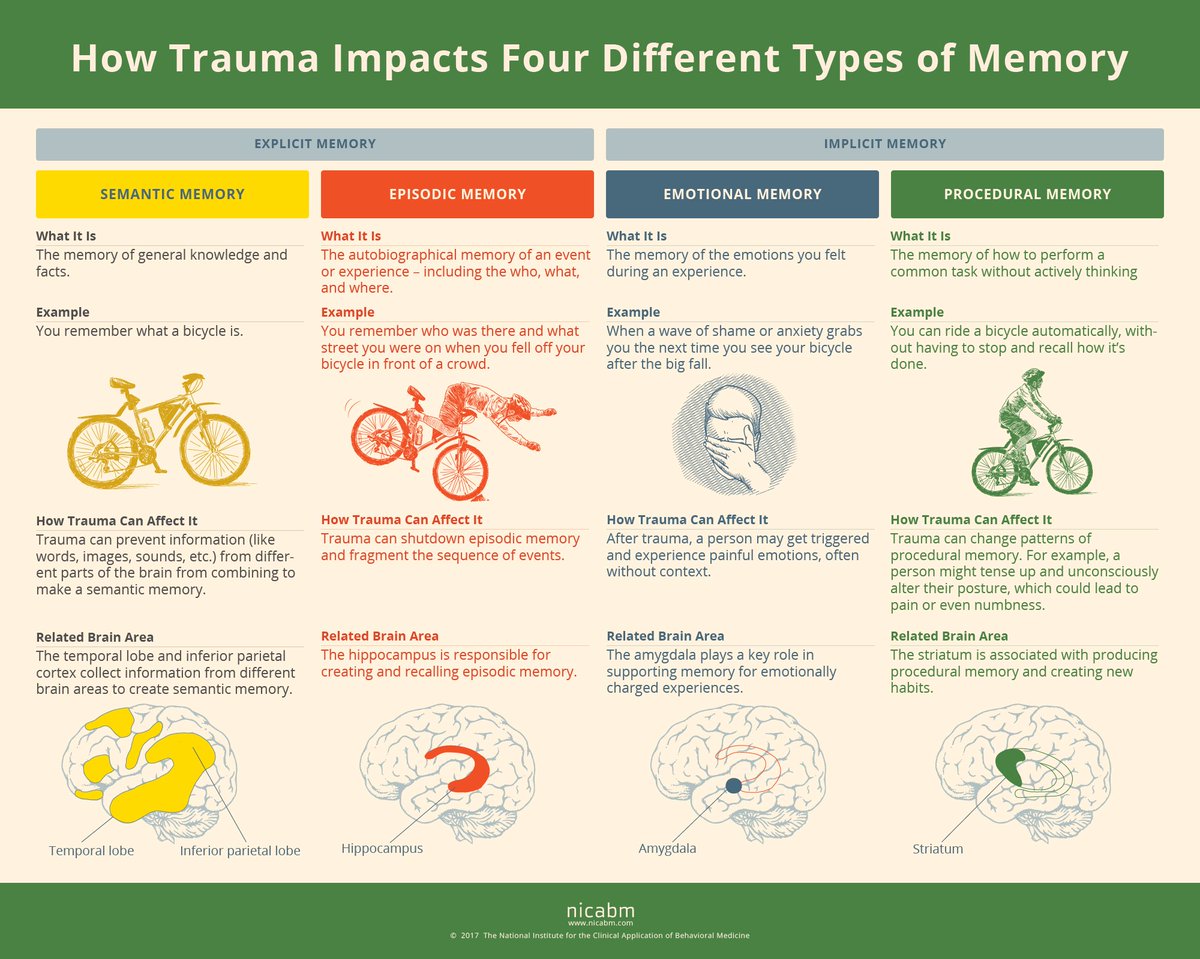 How Trauma Impacts Four Different Types of Memory
EXPLICIT MEMORY
IMPLICIT MEMORY
SEMANTIC MEMORY
What It Is
The memory of general knowledge and
facts.
Example
You remember what a bicycle is.
How Trauma Can Affect It
Trauma can prevent information (like
words, images, sounds, etc.) from differ-
ent parts of the brain from combining to
make a semantic memory.
Related Brain Area
The temporal lobe and inferior parietal
cortex collect information from different
brain areas to create semantic memory.
Temporal lobe
Inferior parietal lobe
EPISODIC MEMORY
What It Is
The autobiographical memory of an event
or experience – including the who, what,
and where.
Example
You remember who was there and what
street you were on when you fell off your
bicycle in front of a crowd.
How Trauma Can Affect It
Trauma can shutdown episodic memory
and fragment the sequence of events.
Related Brain Area
The hippocampus is responsible for
creating and recalling episodic memory.
Hippocampus
EMOTIONAL MEMORY
What It Is
The memory of the emotions you felt
during an experience.
Example
When a wave of shame or anxiety grabs
you the next time you see your bicycle
after the big fall.
How Trauma Can Affect It
After trauma, a person may get triggered
and experience painful emotions, often
without context.
Related Brain Area
The amygdala plays a key role in
supporting memory for emotionally
charged experiences.
Amygdala
PROCEDURAL MEMORY
What It Is
The memory of how to perform a
common task without actively thinking
Example
You can ride a bicycle automatically, with-
out having to stop and recall how it's
done.
How Trauma Can Affect It
Trauma can change patterns of
procedural memory. For example, a
person might tense up and unconsciously
alter their posture, which could lead to
pain or even numbness.
Related Brain Area
The striatum is associated with producing
procedural memory and creating new
habits.
Striatum
nicabm
www.nicabm.com
© 2017 The National Institute for the Clinical Application of Behavioral Medicine